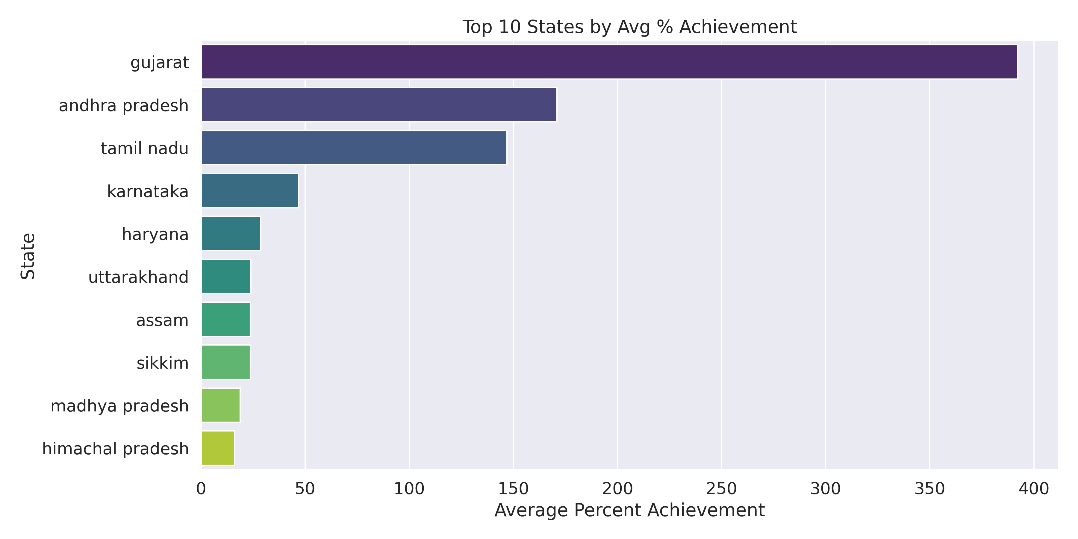 Top 10 States by Avg % Achievement
gujarat
andhra pradesh
tamil nadu
karnataka
haryana
uttarakhand
assam
sikkim
madhya pradesh
himachal pradesh
State
0 50 100 150 200 250 300 350 400
Average Percent Achievement